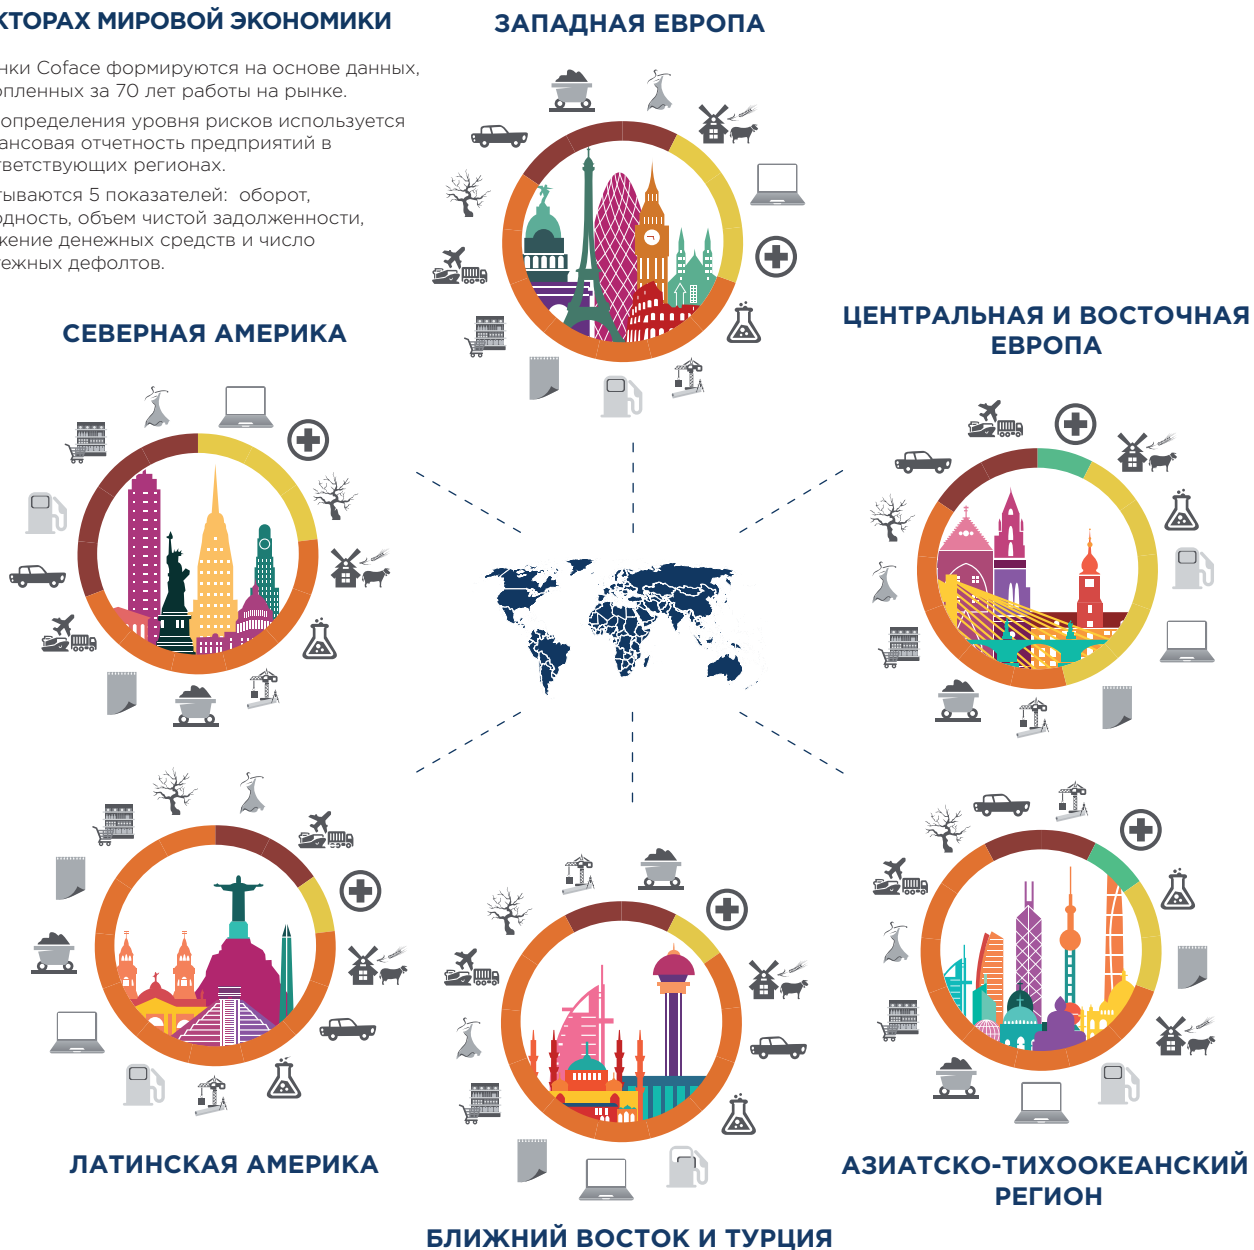 КТОРАХ МИРОВОЙ ЭКОНОМИКИ
нки Coface формируются на основе данных,
опленных за 70 лет работы на рынке.
определения уровня рисков используется
ансовая отчетность предприятий в
тветствующих регионах.
тываются 5 показателей: оборот,
одность, объем чистой задолженности,
жение денежных средств и число
тежных дефолтов.
ЗАПАДНАЯ ЕВРОПА
СЕВЕРНАЯ АМЕРИКА
ЦЕНТРАЛЬНАЯ И ВОСТОЧНАЯ
ЕВРОПА
ЛАТИНСКАЯ АМЕРИКА
АЗИАТСКО-ТИХООКЕАНСКИЙ
РЕГИОН
БЛИЖНИЙ ВОСТОК И ТУРЦИЯ